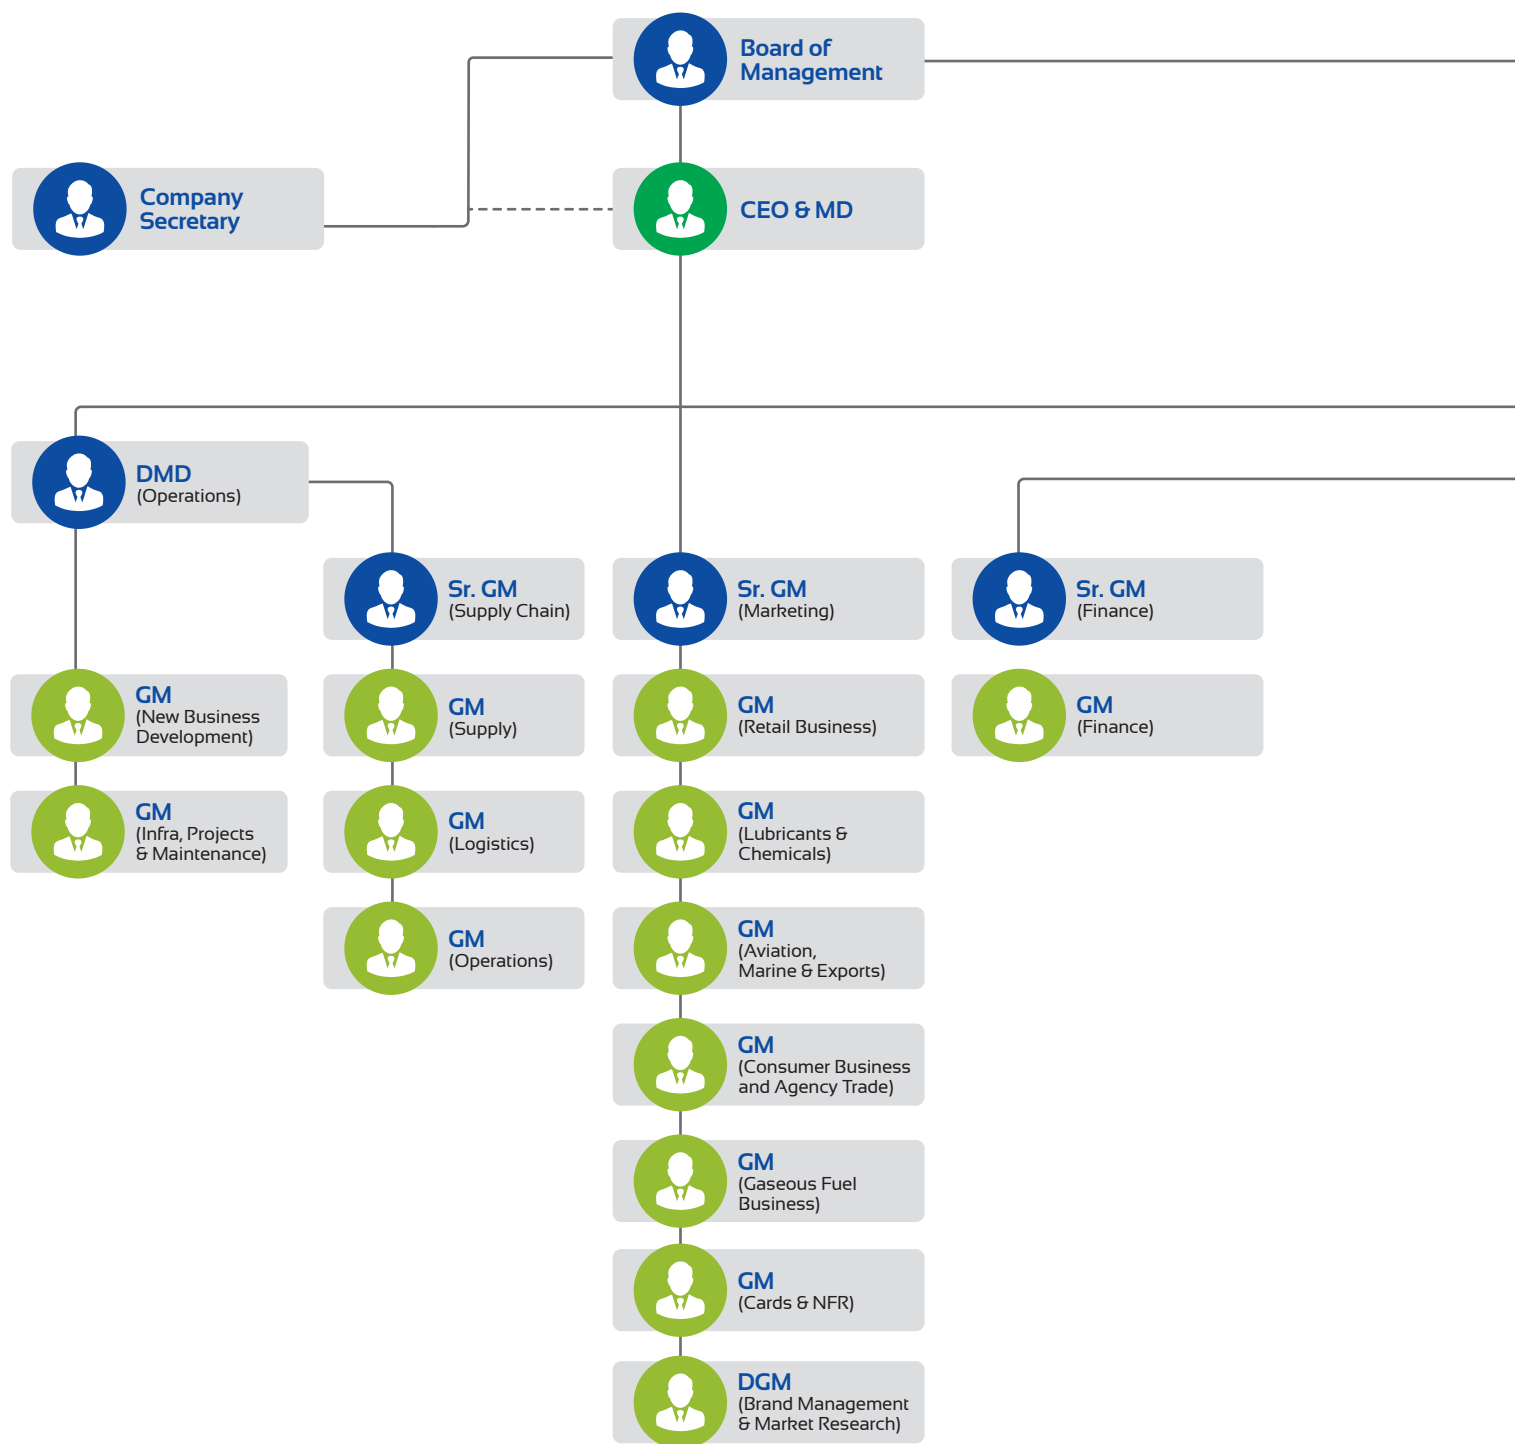 Board of
Management
Company
Secretary
CEO & MD
DMD
(Operations)
Sr. GM
(Supply Chain)
Sr. GM
(Marketing)
Sr. GM
(Finance)
GM
(New Business
Development)
GM
(Supply)
GM
(Retail Business)
GM
(Finance)
GM
(Infra, Projects
& Maintenance)
GM
(Logistics)
GM
(Lubricants &
Chemicals)
GM
(Operations)
GM
(Aviation,
Marine & Exports)
GM
(Consumer Business
and Agency Trade)
GM
(Gaseous Fuel
Business)
GM
(Cards & NFR)
DGM
(Brand Management
& Market Research)